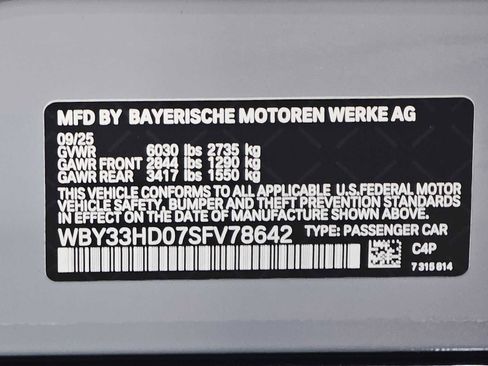 MFD BY BAYERISCHE MOTOREN WERKE AG
09/25
GVWR 6030 lbs 2735 kg
GAWR FRONT 2844 lbs 1290 kg
GAWR REAR 3417 lbs 1550 kg
THIS VEHICLE CONFORMS TO ALL APPLICABLE U.S.FEDERAL MOTOR
VEHICLE SAFETY, BUMPER AND THEFT PREVENTION STANDARDS IN
EFFECT ON THE DATE OF MANUFACTURE SHOWN ABOVE.
WBY33HD07SFV78642 TYPE: PASSENGER CAR
C4P
7 315 814